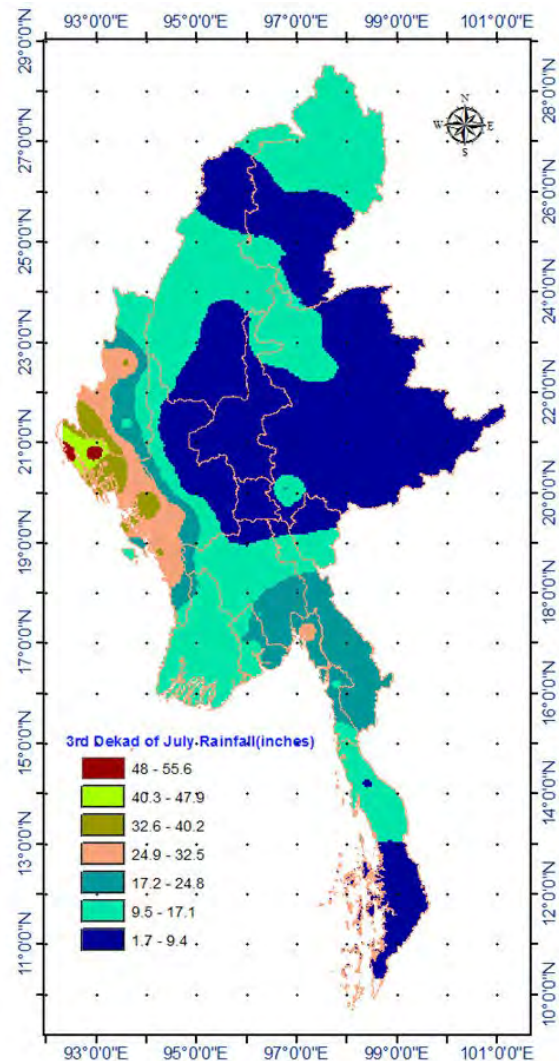 93°0'0"E 95°0'0"E 97°0'0"E 99°0'0"E 101°0'0"E
29°0'0"N
28°0'0"N
27°0'0"N
26°0'0"N
25°0'0"N
24°0'0"N
23°0'0"N
22°0'0"N
21°0'0"N
20°0'0"N
19°0'0"N
18°0'0"N
17°0'0"N
16°0'0"N
15°0'0"N
14°0'0"N
13°0'0"N
12°0'0"N
11°0'0"N
10°0'0"N
N
W E
S
3rd Dekad of July Rainfall(inches)
48 - 55.6
40.3 - 47.9
32.6 - 40.2
24.9 - 32.5
17.2 - 24.8
9.5 - 17.1
1.7 - 9.4
93°0'0"E 95°0'0"E 97°0'0"E 99°0'0"E 101°0'0"E